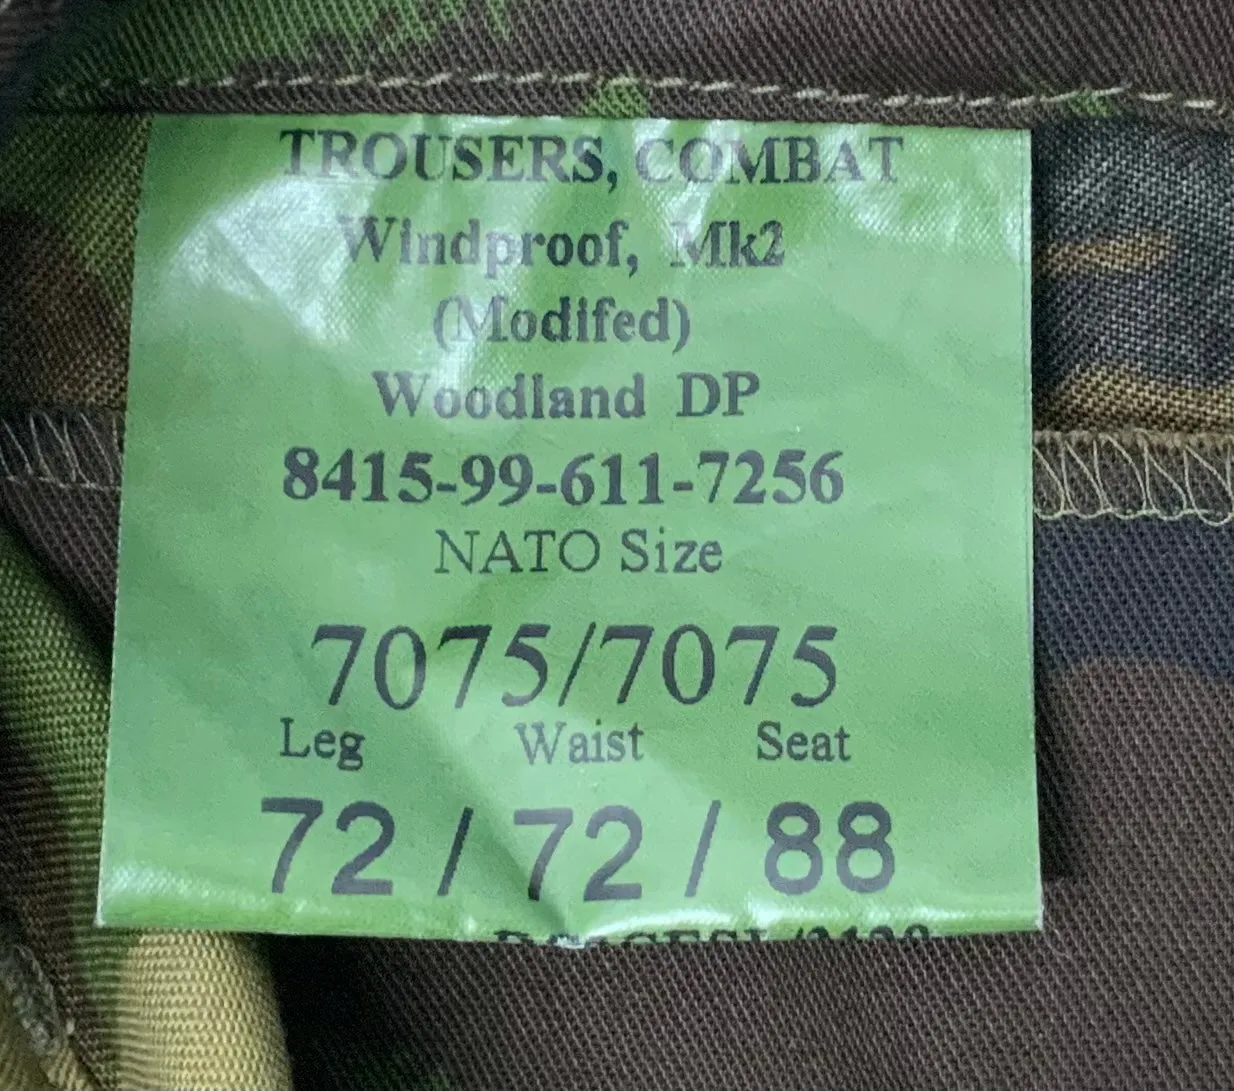 TROUSERS, COMBAT
Windproof, Mk2
(Modifed)
Woodland DP
8415-99-611-7256
NATO Size
7075/7075
Leg Waist Seat
72 / 72 / 88